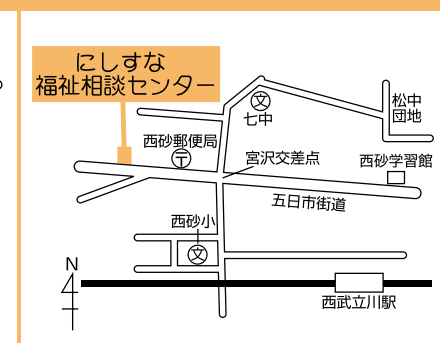 にしすな
福祉相談センター
松中
団地
文
七中
西砂郵便局
〒
宮沢交差点
西砂学習館
五日市街道
西砂小
文
N
西武立川駅